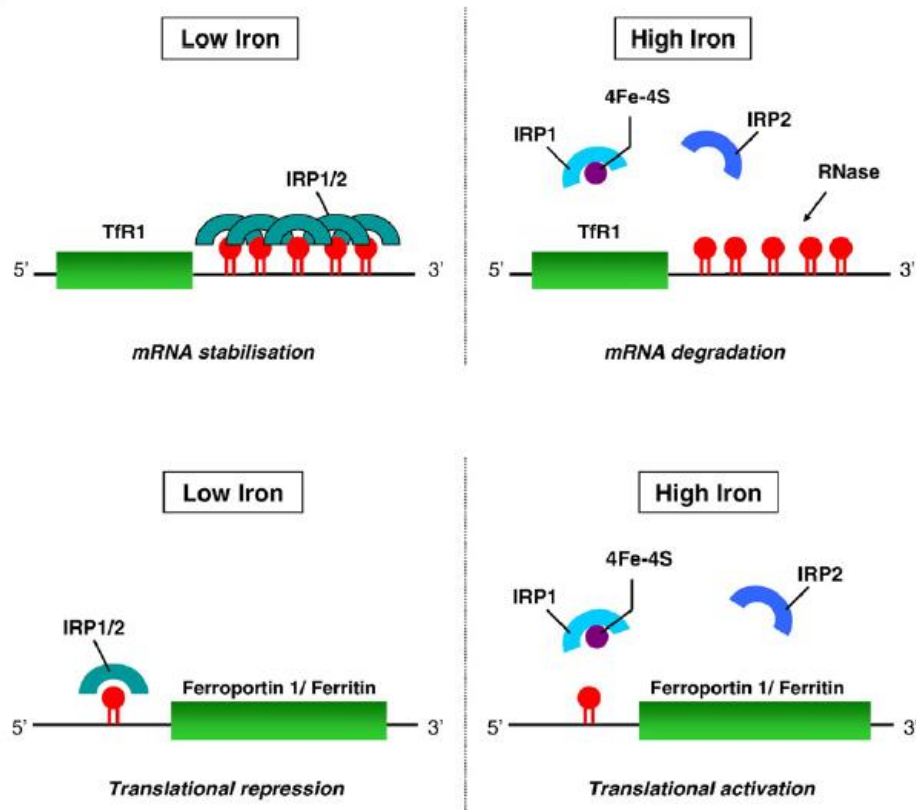 Low Iron
High Iron
4Fe-4S
IRP1
IRP2
IRP1/2
RNase
TfR1
TfR1
5’
3’
5’
3’
mRNA stabilisation
mRNA degradation
Low Iron
High Iron
4Fe-4S
IRP1
IRP2
IRP1/2
Ferroportin 1/ Ferritin
Ferroportin 1/ Ferritin
5’
3’
5’
3’
Translational repression
Translational activation